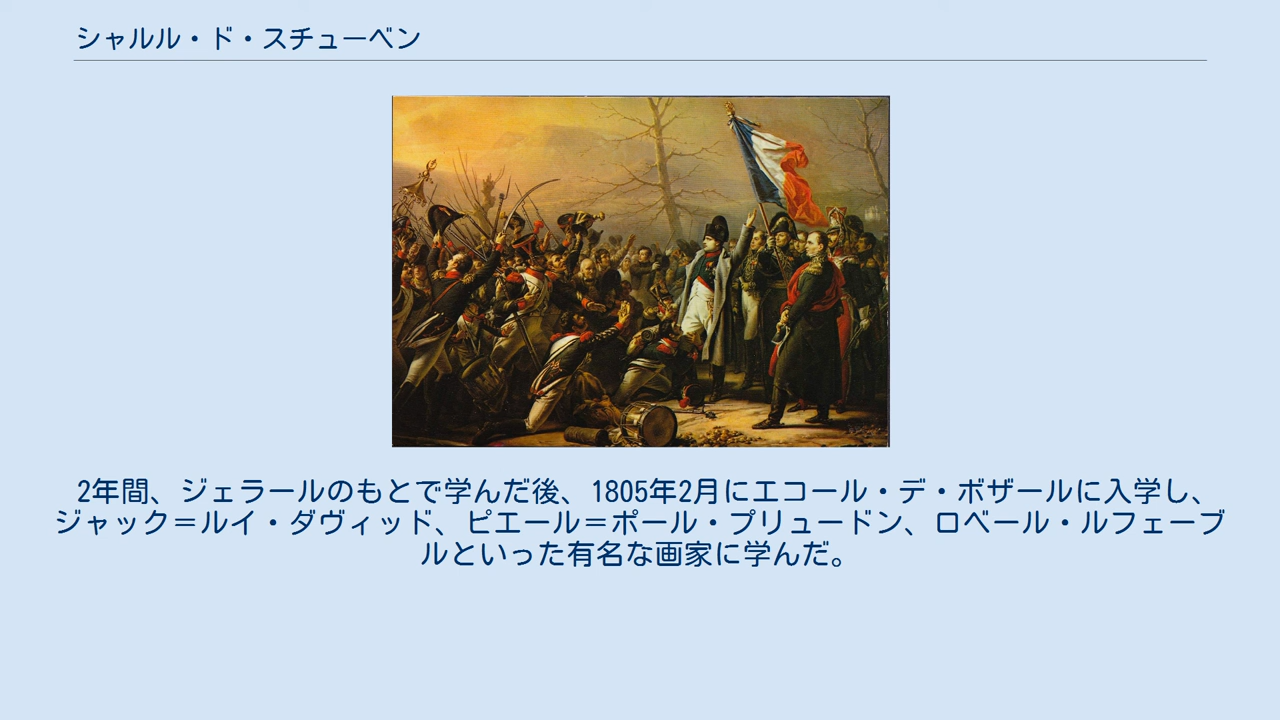 シャルル・ド・スチューベン
2年間、ジェラールのもとで学んだ後、1805年2月にエコール・デ・ボザールに入学し、
ジャック＝ルイ・ダヴィッド、ピエール＝ポール・プリュードン、ロベール・ルフェーブ
ルといった有名な画家に学んだ。